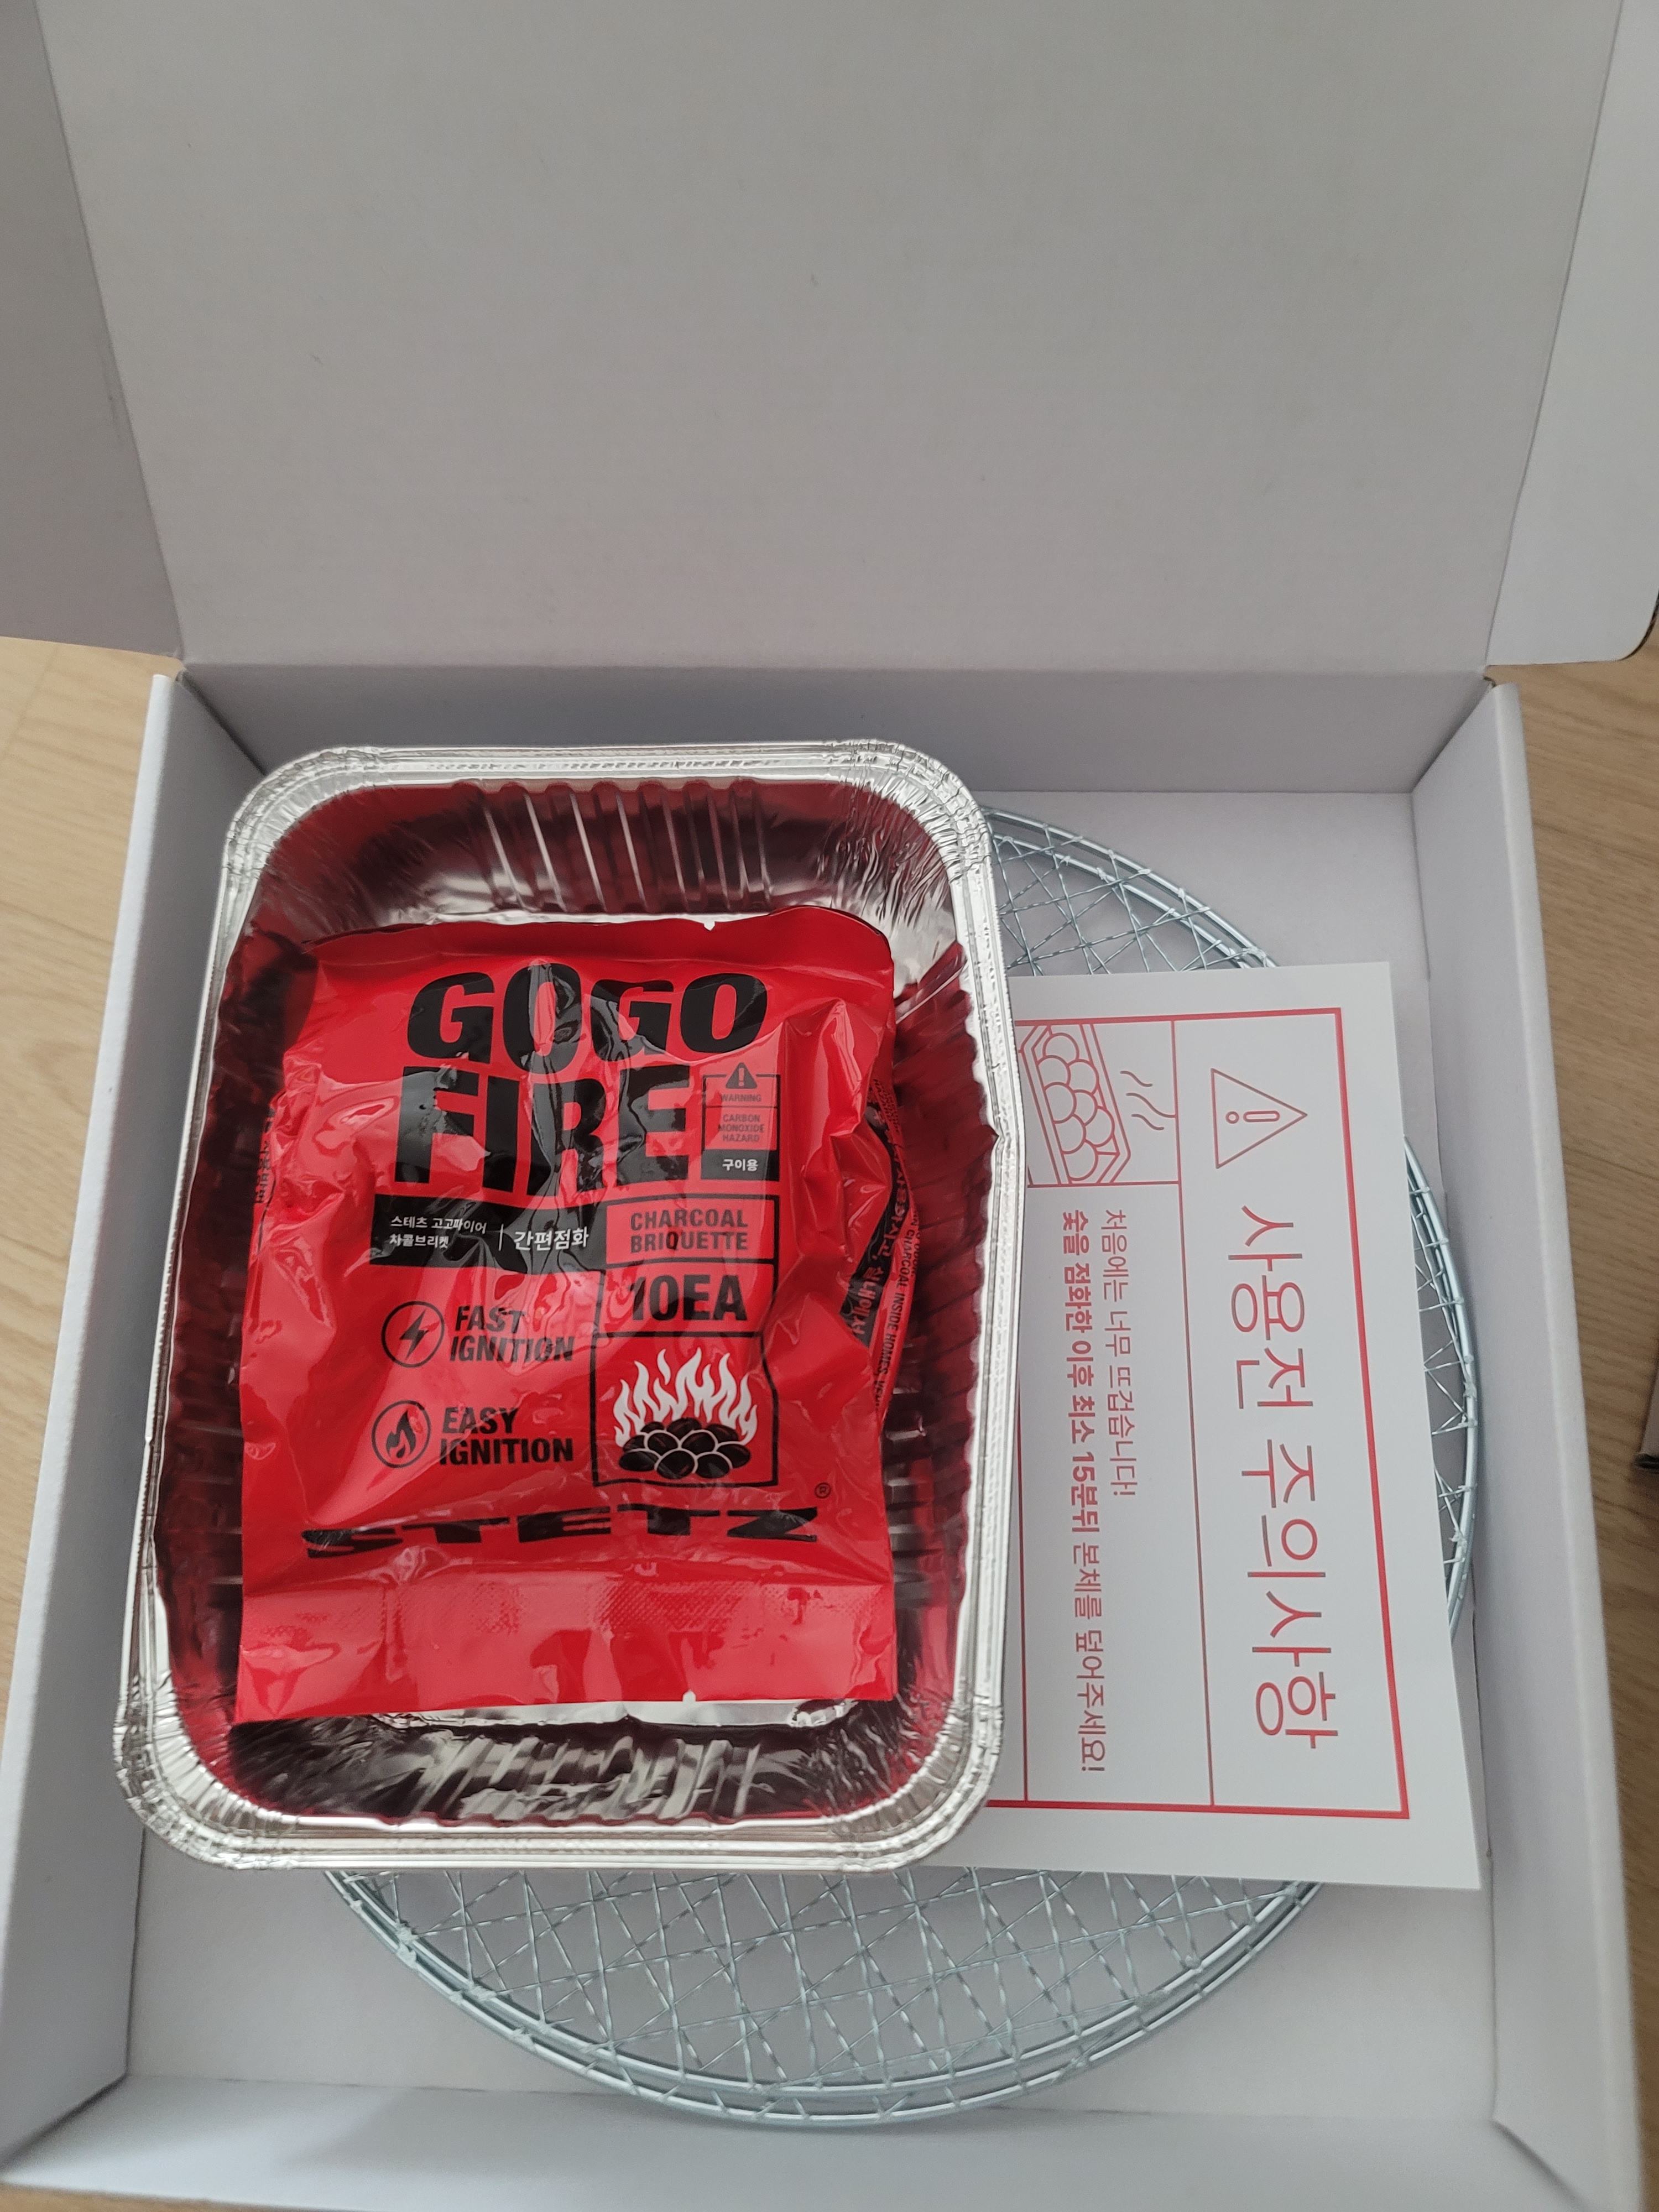 GOGO
FIRE
WARNING
CARBON
MONOXIDE
HAZARD
구이용
스테츠 고고파이어
차콜브리켓
간편점화
CHARCOAL
BRIQUETTE
10EA
FAST
IGNITION
EASY
IGNITION
STETZ®
CHARCOAL INSIDE HOMES,
사용전 주의사항
처음에는 너무 뜨겁습니다!
숯을 점화한 이후 최소 15분뒤 본체를 덮어주세요!